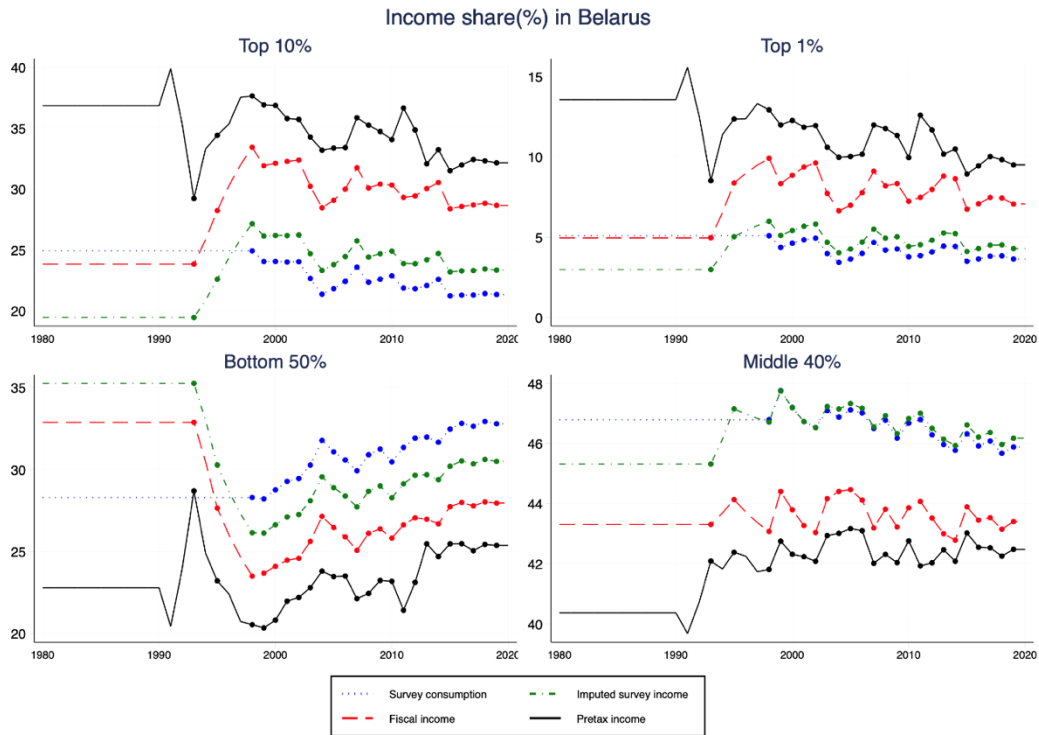 Income share(%) in Belarus
Top 10%
40
35
30
25
20
1980 1990 2000 2010 2020
Top 1%
15
10
5
0
1980 1990 2000 2010 2020
Bottom 50%
35
30
25
20
1980 1990 2000 2010 2020
Middle 40%
48
46
44
42
40
1980 1990 2000 2010 2020
Survey consumption Imputed survey income
Fiscal income Pretax income